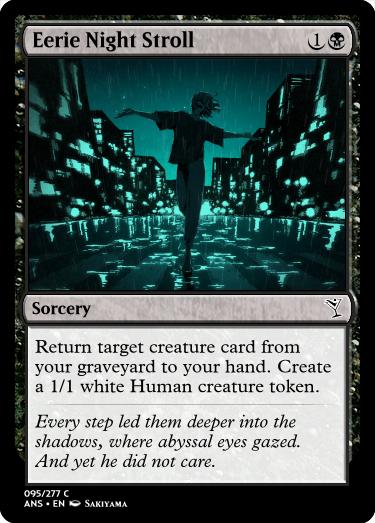 Eerie Night Stroll 1
Sorcery
Return target creature card from
your graveyard to your hand. Create
a 1/1 white Human creature token.
Every step led them deeper into the
shadows, where abyssal eyes gazed.
And yet he did not care.
095/277 C
ANS • EN Sakiyama